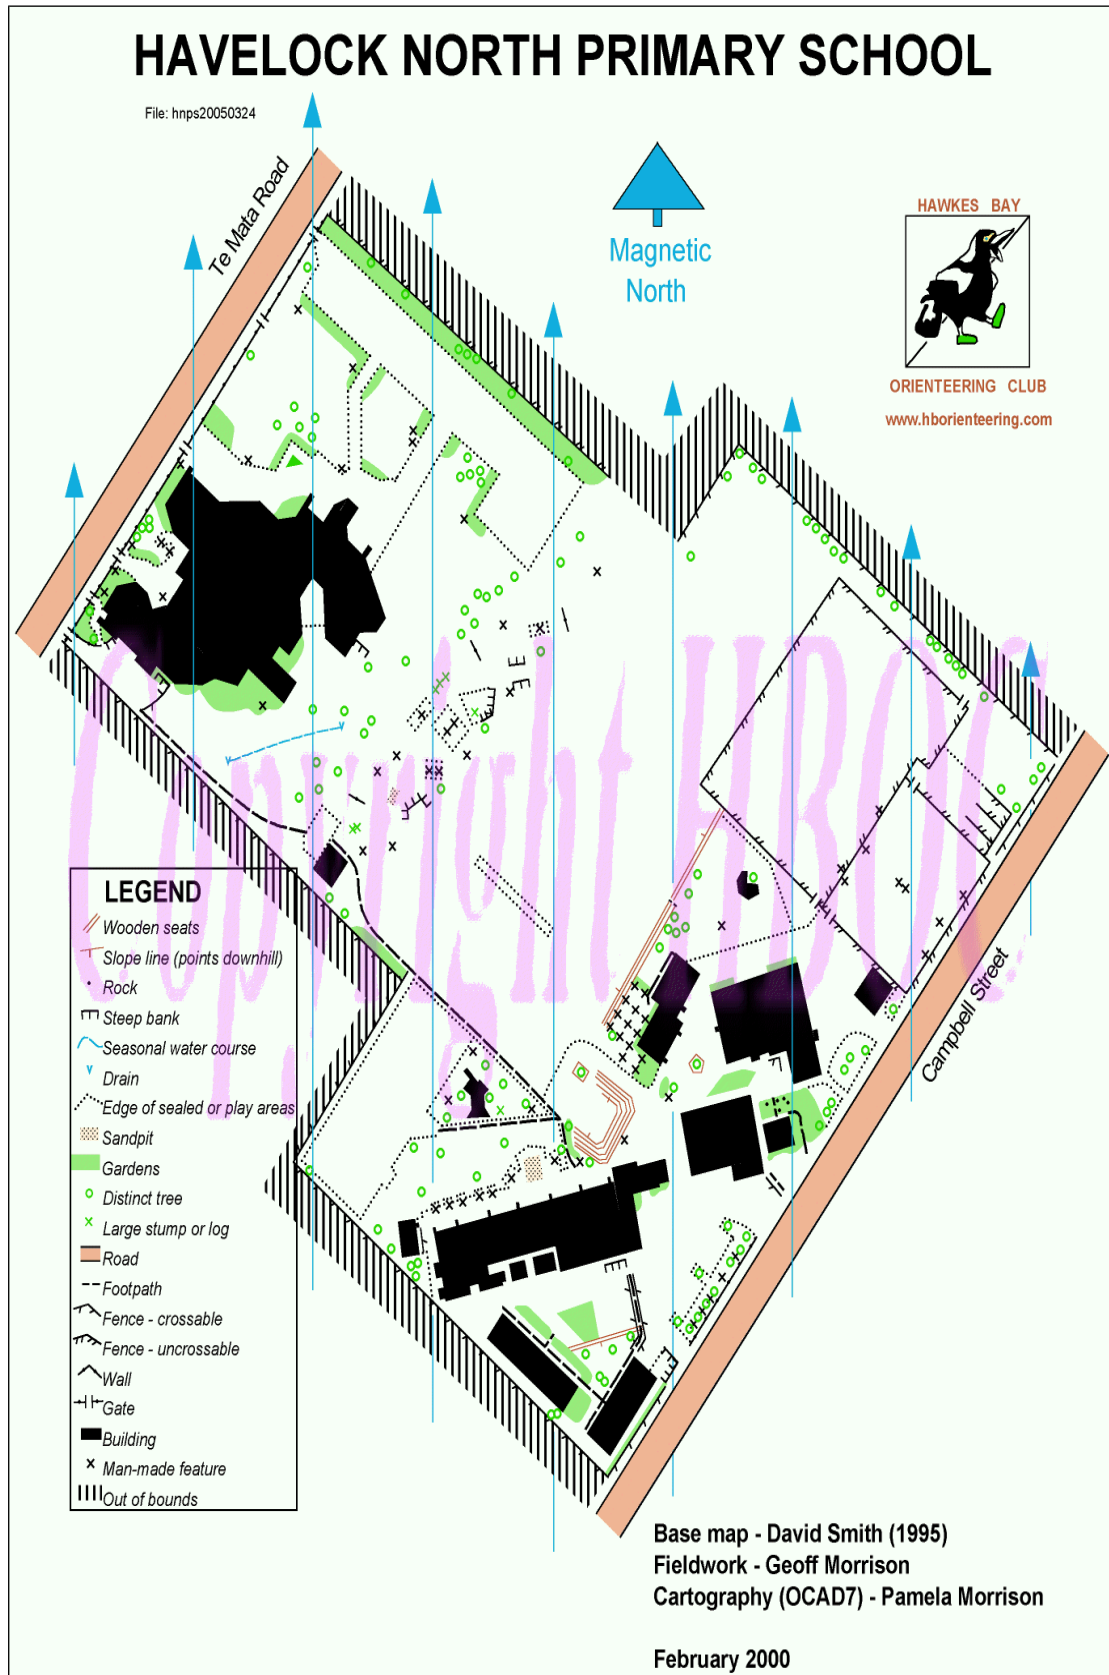 HAVELOCK NORTH PRIMARY SCHOOL
File: hnps20050324
Te Mata Road
Magnetic
North
HAWKES BAY
ORIENTEERING CLUB
www.hborienteering.com
Copyright HBOC
Campbell Street
LEGEND
Wooden seats
Slope line (points downhill)
Rock
Steep bank
Seasonal water course
Drain
Edge of sealed or play areas
Sandpit
Gardens
Distinct tree
Large stump or log
Road
Footpath
Fence - crossable
Fence - uncrossable
Wall
Gate
Building
Man-made feature
Out of bounds
Base map - David Smith (1995)
Fieldwork - Geoff Morrison
Cartography (OCAD7) - Pamela Morrison
February 2000